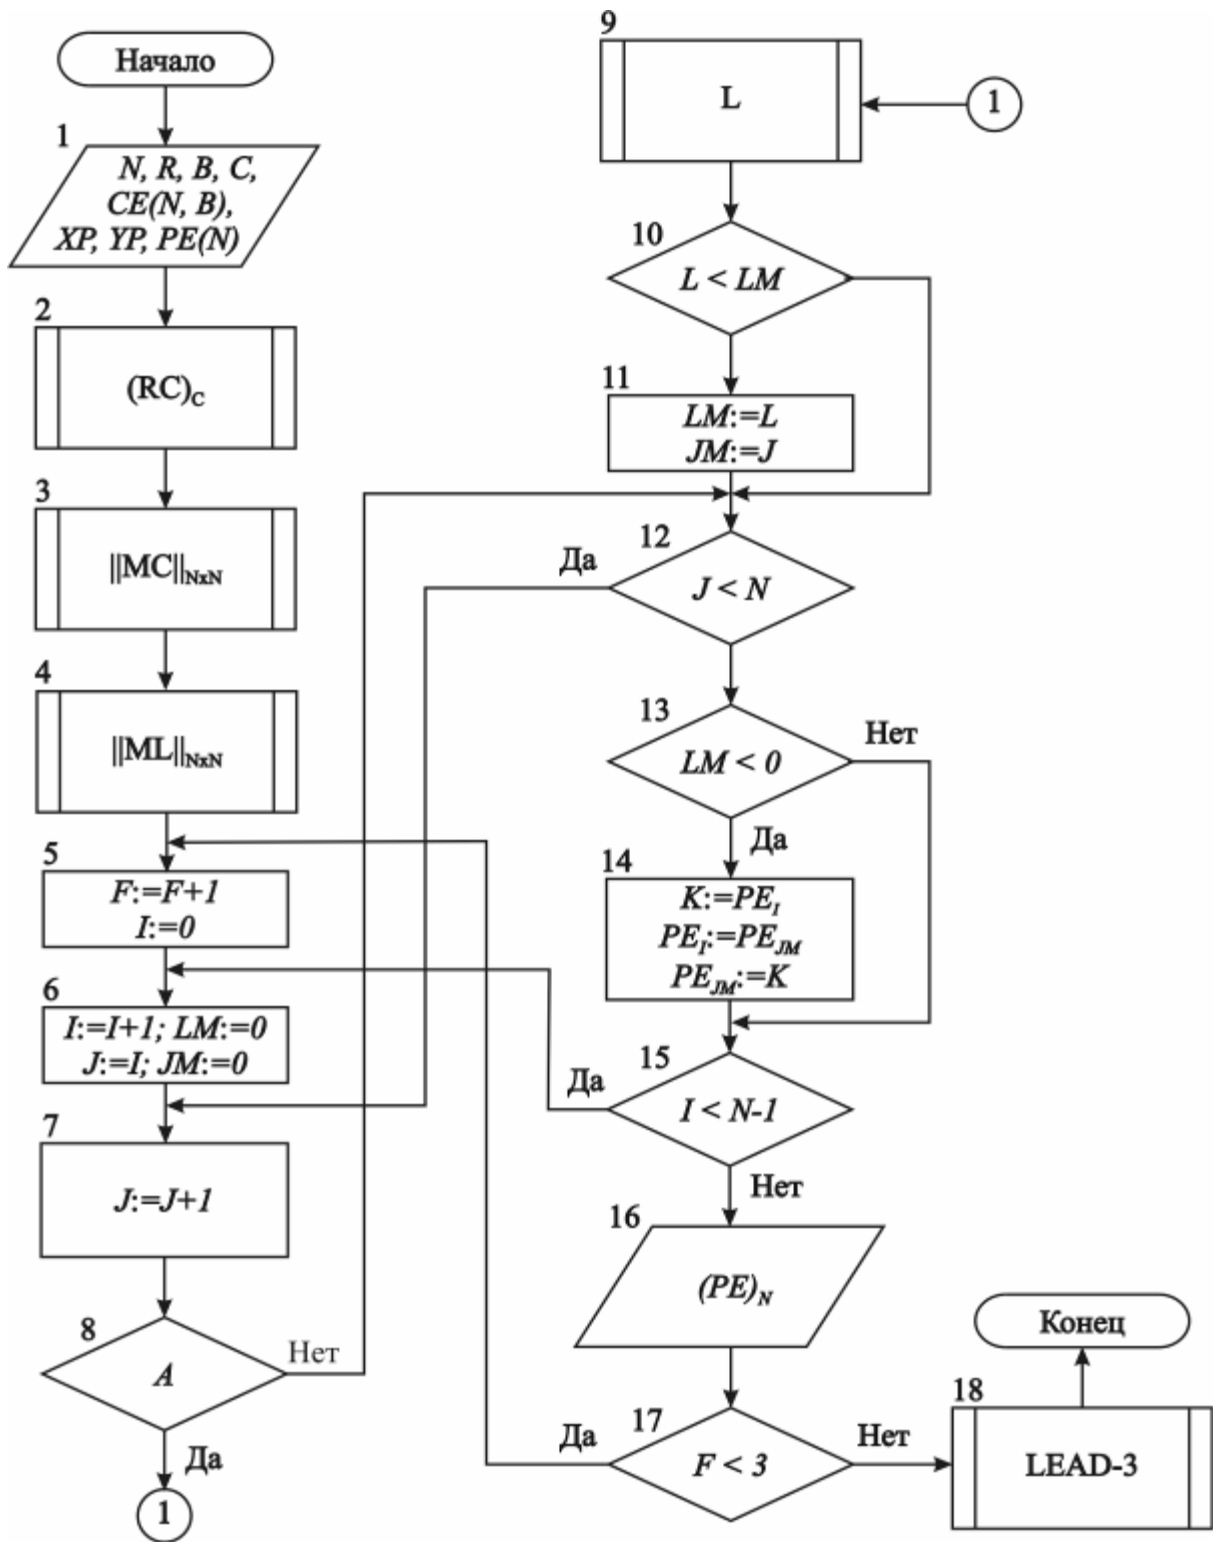 Начало
1
N, R, B, C,
CE(N, B),
XP, YP, PE(N)
2
(RC)C
3
||MC||NxN
4
||ML||NxN
5
F:=F+1
I:=0
6
I:=I+1; LM:=0
J:=I; JM:=0
7
J:=J+1
8
A
Нет
Да
1
9
L
1
10
L < LM
11
LM:=L
JM:=J
12
Да
J < N
13
Нет
LM < 0
Да
14
K:=PEI
PEI:=PEJM
PEJM:=K
15
Да
I < N-1
Нет
16
(PE)N
17
Да
F < 3
Нет
18
LEAD-3
Конец